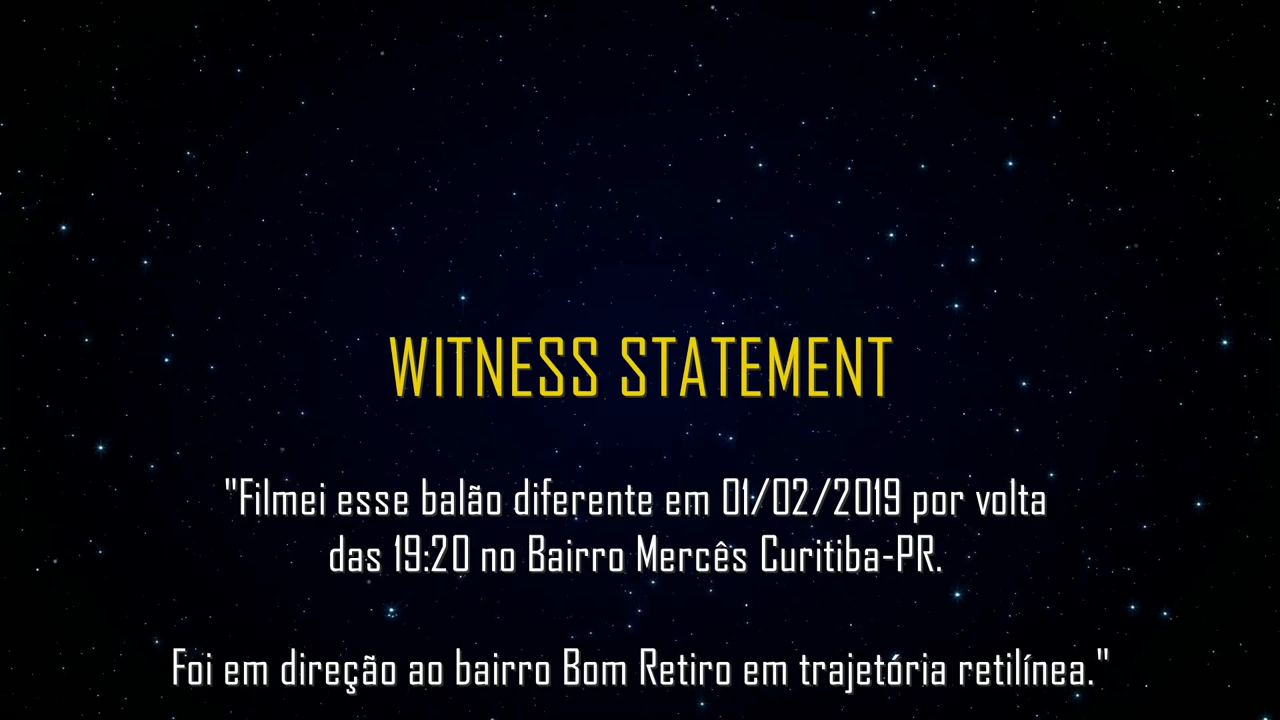 WITNESS STATEMENT
"Filmei esse balão diferente em 01/02/2019 por volta
das 19:20 no Bairro Mercês Curitiba-PR.
Foi em direção ao bairro Bom Retiro em trajetória retilínea."